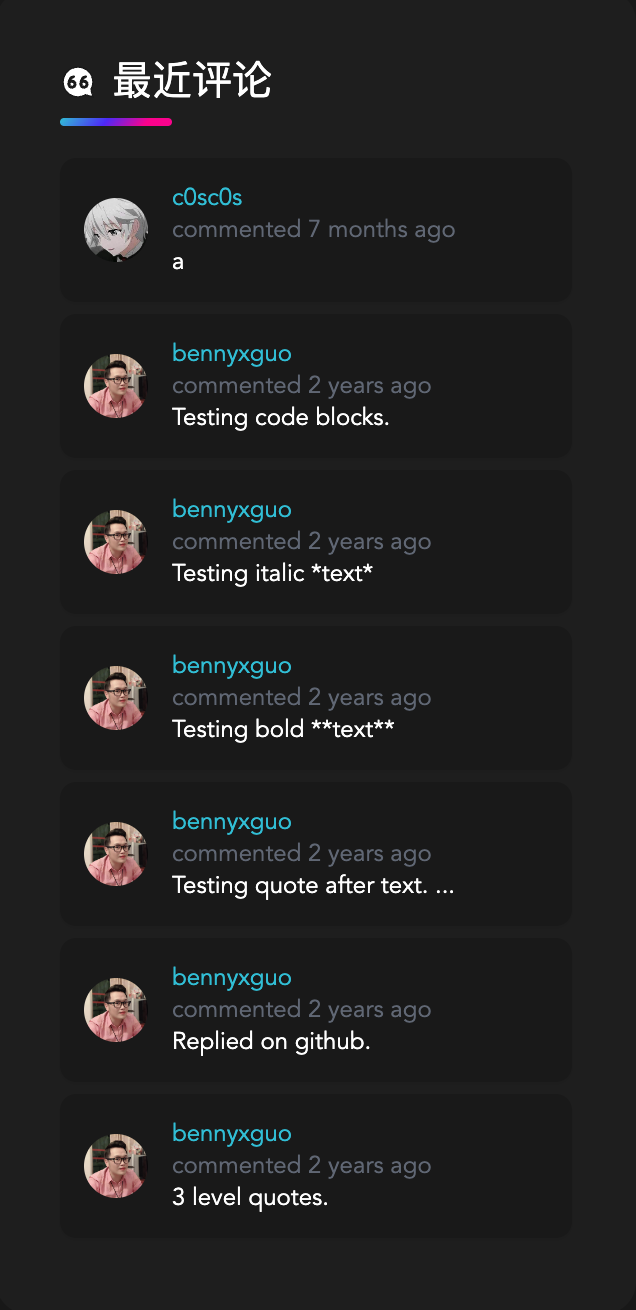 最近评论
c0sc0s
commented 7 months ago
a
bennyxguo
commented 2 years ago
Testing code blocks.
bennyxguo
commented 2 years ago
Testing italic *text*
bennyxguo
commented 2 years ago
Testing bold **text**
bennyxguo
commented 2 years ago
Testing quote after text. ...
bennyxguo
commented 2 years ago
Replied on github.
bennyxguo
commented 2 years ago
3 level quotes.